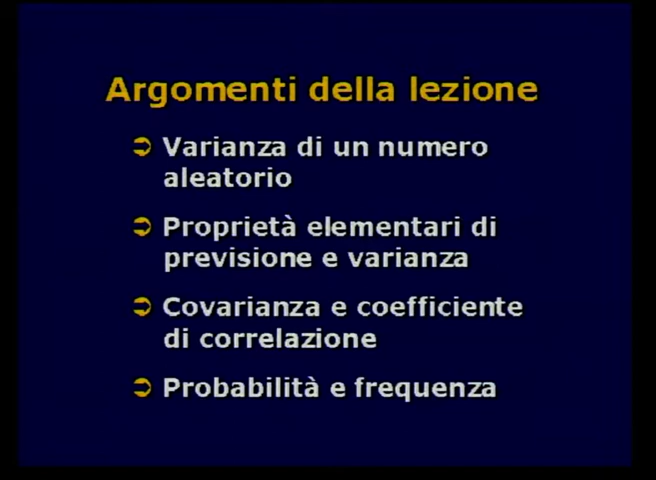 Argomenti della lezione
➲ Varianza di un numero
aleatorio
➲ Proprietà elementari di
previsione e varianza
➲ Covarianza e coefficiente
di correlazione
➲ Probabilità e frequenza